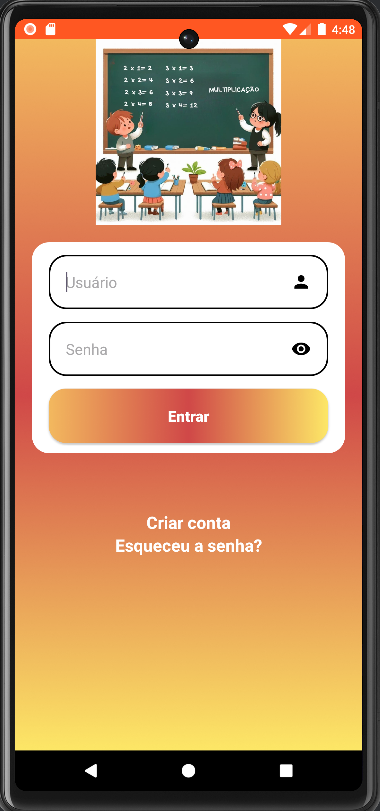 4:48
2 x 1= 2 3 x 1= 3
2 x 2= 4 3 x 2= 6
2 x 3= 6 3 x 3= 9
2 x 4= 8 3 x 4= 12
MULTIPLICAÇÃO
Usuário
Senha
Entrar
Criar conta
Esqueceu a senha?